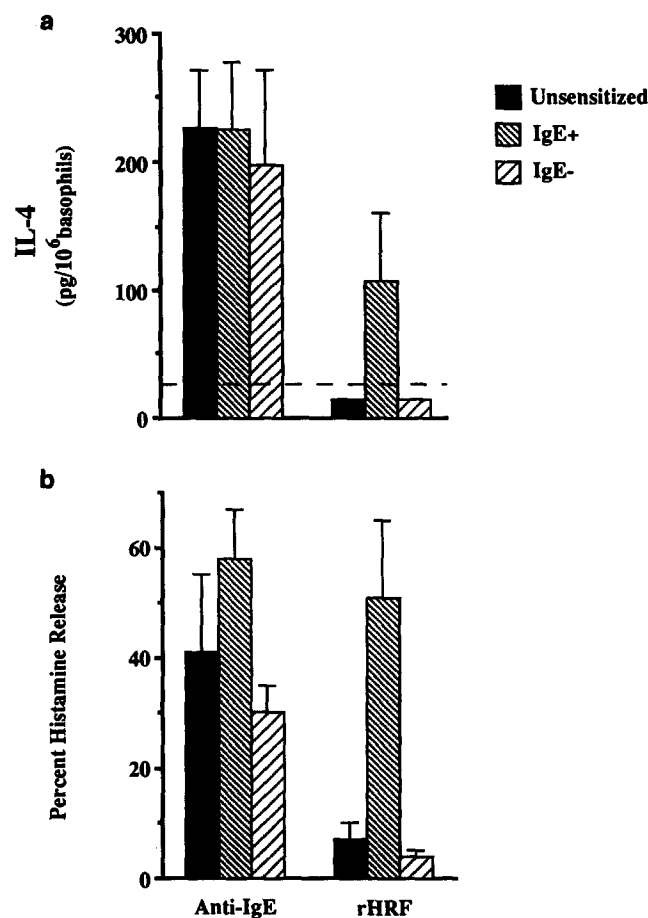 a
300
200
100
0
IL-4
(pg/10⁶basophils)
Unsensitized
IgE+
IgE-
b
60
40
20
0
Percent Histamine Release
Anti-IgE
rHRF